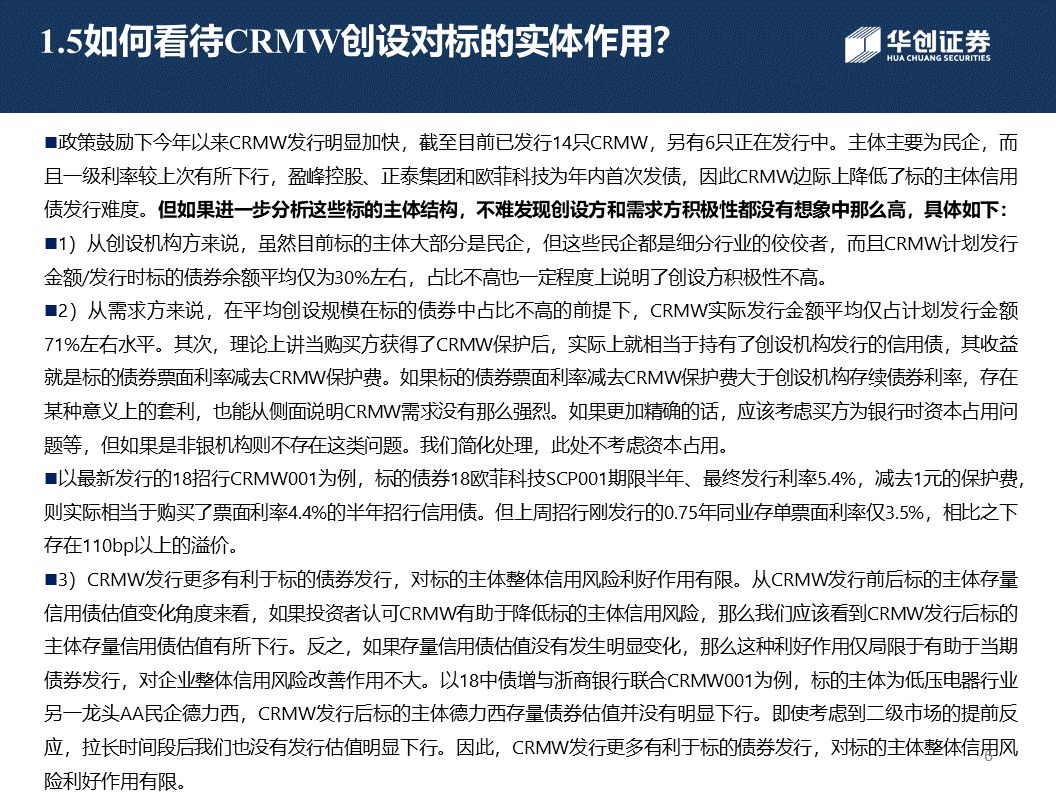 1.5如何看待CRMW创设对标的实体作用？
华创证券
HUA CHUANG SECURITIES
■政策鼓励下今年以来CRMW发行明显加快，截至目前已发行14只CRMW，另有6只正在发行中。主体主要为民企，而
且一级利率较上次有所下行，盈峰控股、正泰集团和欧菲科技为年内首次发债，因此CRMW边际上降低了标的主体信用
债发行难度。但如果进一步分析这些标的主体结构，不难发现创设方和需求方积极性都没有想象中那么高，具体如下：
■1）从创设机构方来说，虽然目前标的主体大部分是民企，但这些民企都是细分行业的佼佼者，而且CRMW计划发行
金额/发行时标的债券余额平均仅为30%左右，占比不高也一定程度上说明了创设方积极性不高。
■2）从需求方来说，在平均创设规模在标的债券中占比不高的前提下，CRMW实际发行金额平均仅占计划发行金额
71%左右水平。其次，理论上讲当购买方获得了CRMW保护后，实际上就相当于持有了创设机构发行的信用债，其收益
就是标的债券票面利率减去CRMW保护费。如果标的债券票面利率减去CRMW保护费大于创设机构存续债券利率，存在
某种意义上的套利，也能从侧面说明CRMW需求没有那么强烈。如果更加精确的话，应该考虑买方为银行时资本占用问
题等，但如果是非银机构则不存在这类问题。我们简化处理，此处不考虑资本占用。
■以最新发行的18招行CRMW001为例，标的债券18欧菲科技SCP001期限半年、最终发行利率5.4%，减去1元的保护费，
则实际相当于购买了票面利率4.4%的半年招行信用债。但上周招行刚发行的0.75年同业存单票面利率仅3.5%，相比之下
存在110bp以上的溢价。
■3）CRMW发行更多有利于标的债券发行，对标的主体整体信用风险利好作用有限。从CRMW发行前后标的主体存量
信用债估值变化角度来看，如果投资者认可CRMW有助于降低标的主体信用风险，那么我们应该看到CRMW发行后标的
主体存量信用债估值有所下行。反之，如果存量信用债估值没有发生明显变化，那么这种利好作用仅局限于有助于当期
债券发行，对企业整体信用风险改善作用不大。以18中债增与浙商银行联合CRMW001为例，标的主体为低压电器行业
另一龙头AA民企德力西，CRMW发行后标的主体德力西存量债券估值并没有明显下行。即使考虑到二级市场的提前反
应，拉长时间段后我们也没有发行估值明显下行。因此，CRMW发行更多有利于标的债券发行，对标的主体整体信用风
险利好作用有限。
6